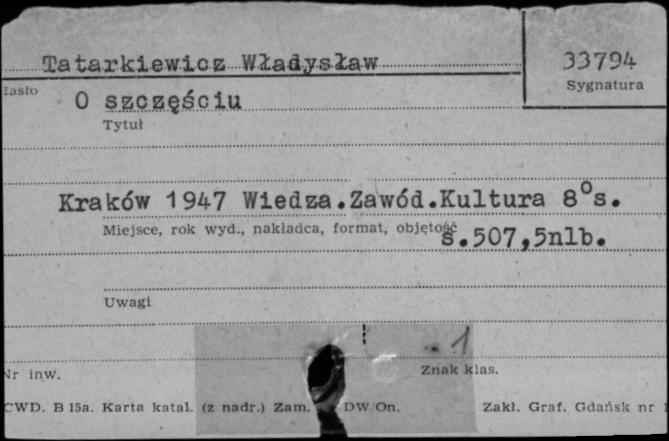 Tatarkiewicz Władysław
33794
Hasło
Sygnatura
O szczęściu
Tytuł
Kraków 1947 Wiedza.Zawód.Kultura 8°s.
Miejsce, rok wyd., nakładca, format, objętość
s.507,5nlb.
Uwagi
1
Nr inw.
Znak klas.
CWD. B 15a. Karta katal. (z nadr.) Zam. DW On. Zakł. Graf. Gdańsk nr